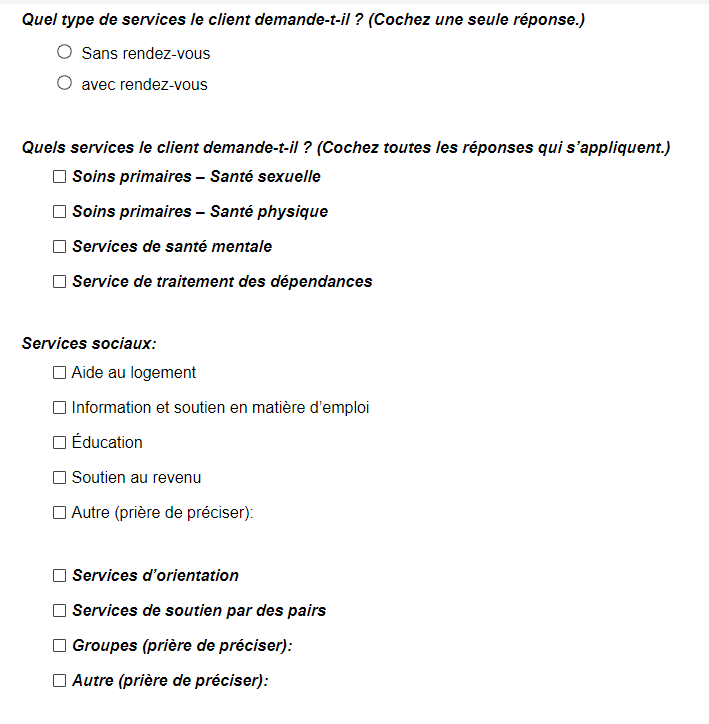 Quel type de services le client demande-t-il ? (Cochez une seule réponse.)
Sans rendez-vous
avec rendez-vous
Quels services le client demande-t-il ? (Cochez toutes les réponses qui s’appliquent.)
Soins primaires – Santé sexuelle
Soins primaires – Santé physique
Services de santé mentale
Service de traitement des dépendances
Services sociaux:
Aide au logement
Information et soutien en matière d’emploi
Éducation
Soutien au revenu
Autre (prière de préciser):
Services d’orientation
Services de soutien par des pairs
Groupes (prière de préciser):
Autre (prière de préciser):